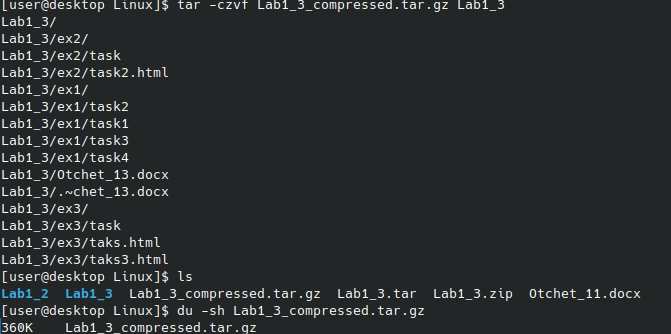 [user@desktop Linux]$ tar -czvf Lab1_3_compressed.tar.gz Lab1_3
Lab1_3/
Lab1_3/ex2/
Lab1_3/ex2/task
Lab1_3/ex2/task2.html
Lab1_3/ex1/
Lab1_3/ex1/task2
Lab1_3/ex1/task1
Lab1_3/ex1/task3
Lab1_3/ex1/task4
Lab1_3/Otchet_13.docx
Lab1_3/.~chet_13.docx
Lab1_3/ex3/
Lab1_3/ex3/task
Lab1_3/ex3/taks.html
Lab1_3/ex3/taks3.html
[user@desktop Linux]$ ls
Lab1_2  Lab1_3  Lab1_3_compressed.tar.gz  Lab1_3.tar  Lab1_3.zip  Otchet_11.docx
[user@desktop Linux]$ du -sh Lab1_3_compressed.tar.gz
360K    Lab1_3_compressed.tar.gz